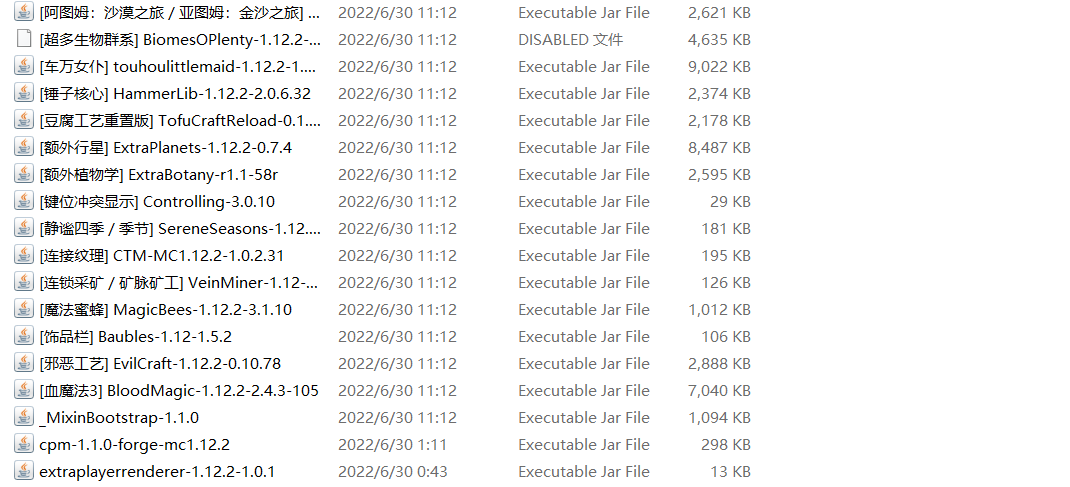 [阿图姆：沙漠之旅 / 亚图姆：金沙之旅] ... 2022/6/30 11:12 Executable Jar File 2,621 KB
[超多生物群系] BiomesOPlenty-1.12.2-... 2022/6/30 11:12 DISABLED 文件 4,635 KB
[车万女仆] touhoulittlemaid-1.12.2-1.... 2022/6/30 11:12 Executable Jar File 9,022 KB
[锤子核心] HammerLib-1.12.2-2.0.6.32 2022/6/30 11:12 Executable Jar File 2,374 KB
[豆腐工艺重置版] TofuCraftReload-0.1.... 2022/6/30 11:12 Executable Jar File 2,178 KB
[额外行星] ExtraPlanets-1.12.2-0.7.4 2022/6/30 11:12 Executable Jar File 8,487 KB
[额外植物学] ExtraBotany-r1.1-58r 2022/6/30 11:12 Executable Jar File 2,595 KB
[键位冲突显示] Controlling-3.0.10 2022/6/30 11:12 Executable Jar File 29 KB
[静谧四季 / 季节] SereneSeasons-1.12.... 2022/6/30 11:12 Executable Jar File 181 KB
[连接纹理] CTM-MC1.12.2-1.0.2.31 2022/6/30 11:12 Executable Jar File 195 KB
[连锁采矿 / 矿脉矿工] VeinMiner-1.12-... 2022/6/30 11:12 Executable Jar File 126 KB
[魔法蜜蜂] MagicBees-1.12.2-3.1.10 2022/6/30 11:12 Executable Jar File 1,012 KB
[饰品栏] Baubles-1.12-1.5.2 2022/6/30 11:12 Executable Jar File 106 KB
[邪恶工艺] EvilCraft-1.12.2-0.10.78 2022/6/30 11:12 Executable Jar File 2,888 KB
[血魔法3] BloodMagic-1.12.2-2.4.3-105 2022/6/30 11:12 Executable Jar File 7,040 KB
_MixinBootstrap-1.1.0 2022/6/30 11:12 Executable Jar File 1,094 KB
cpm-1.1.0-forge-mc1.12.2 2022/6/30 1:11 Executable Jar File 298 KB
extraplayerrenderer-1.12.2-1.0.1 2022/6/30 0:43 Executable Jar File 13 KB